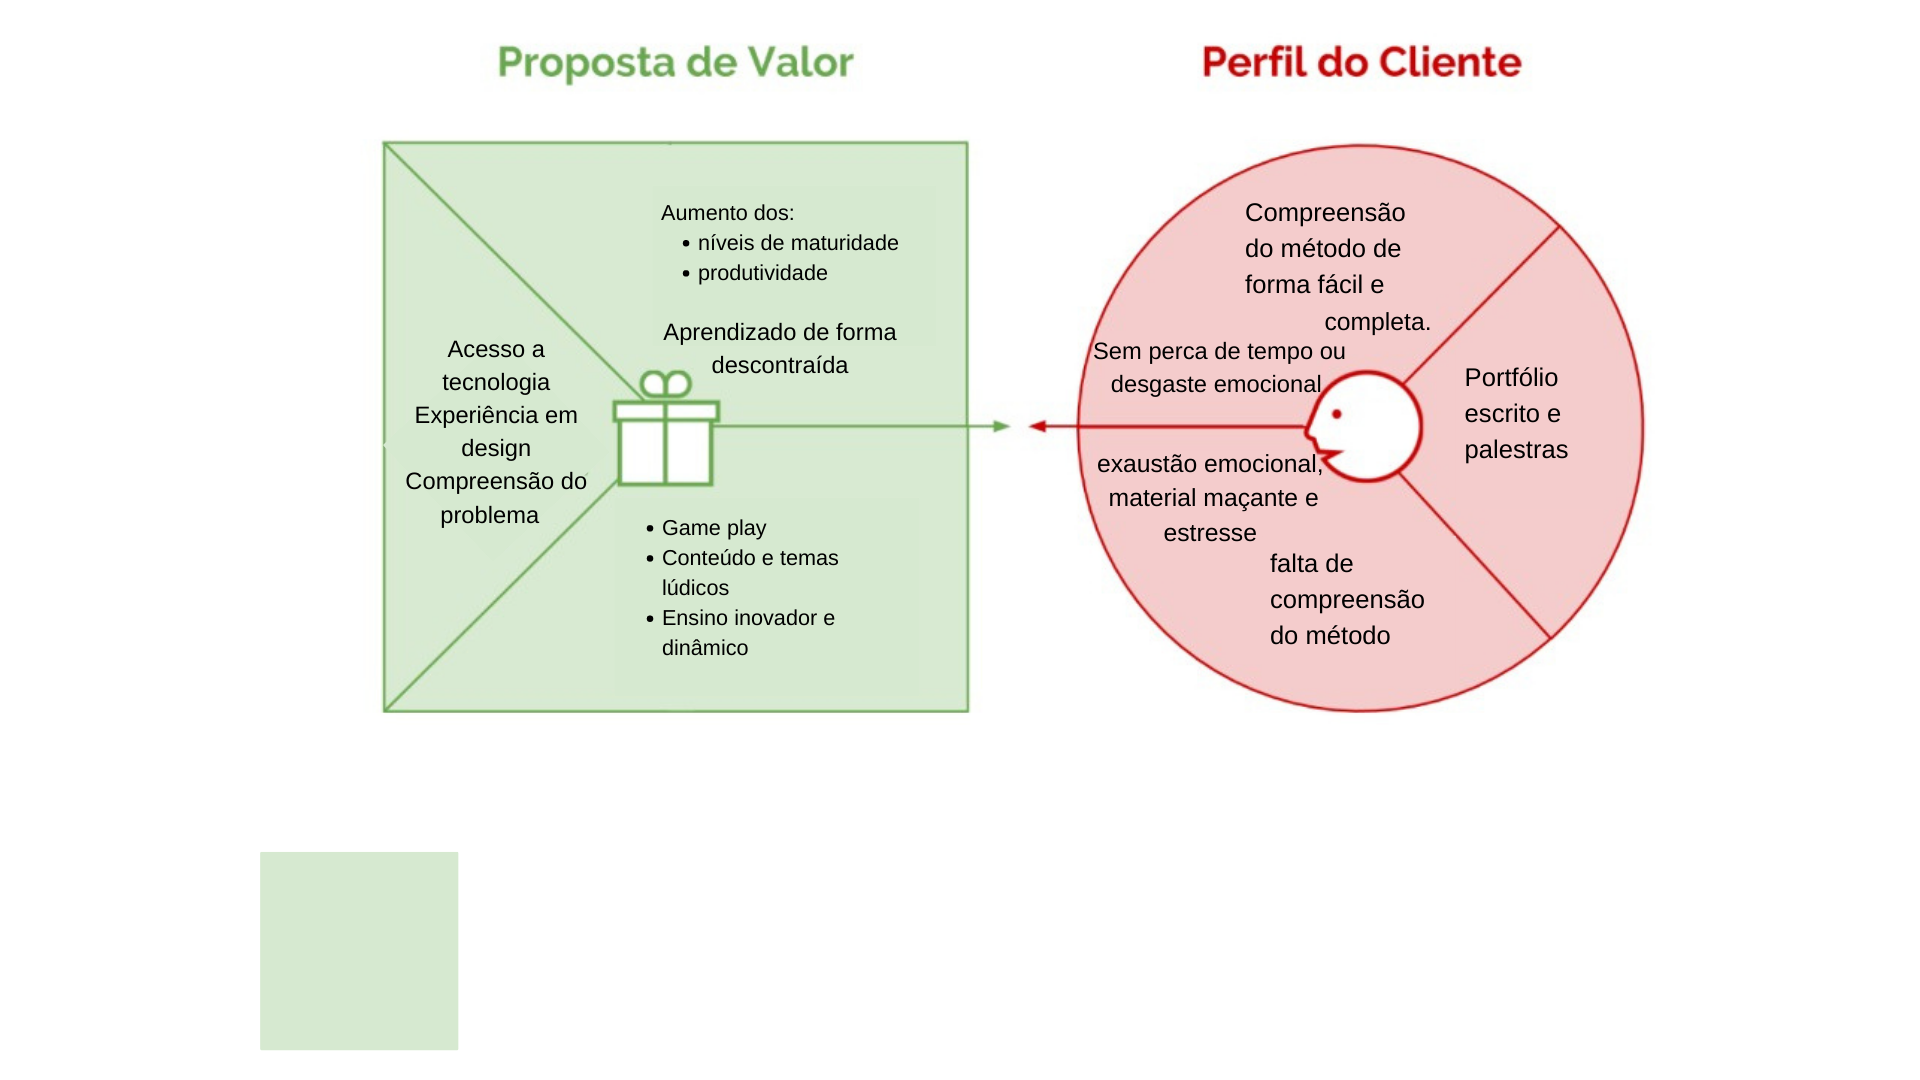 Proposta de Valor
Perfil do Cliente
Aumento dos:
• níveis de maturidade
• produtividade
Aprendizado de forma
descontraída
Acesso a
tecnologia
Experiência em
design
Compreensão do
problema
• Game play
• Conteúdo e temas
lúdicos
• Ensino inovador e
dinâmico
Compreensão
do método de
forma fácil e
completa.
Sem perca de tempo ou
desgaste emocional
Portfólio
escrito e
palestras
exaustão emocional,
material maçante e
estresse
falta de
compreensão
do método